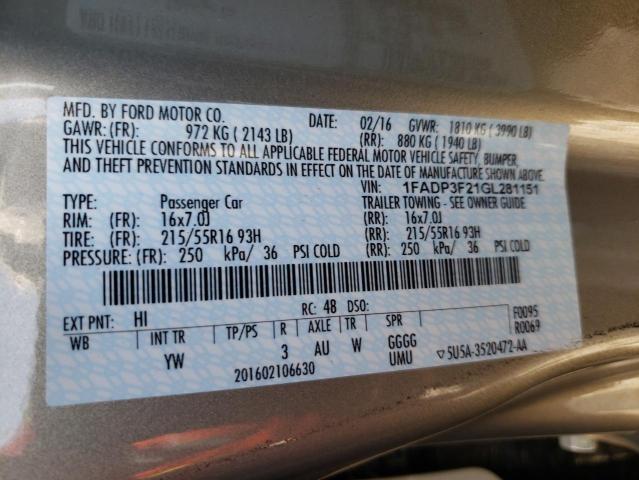 MFD. BY FORD MOTOR CO.
DATE: 02/16 GVWR: 1810 KG ( 3990 LB)
GAWR: (FR): 972 KG ( 2143 LB) (RR): 880 KG ( 1940 LB)
THIS VEHICLE CONFORMS TO ALL APPLICABLE FEDERAL MOTOR VEHICLE SAFETY, BUMPER,
AND THEFT PREVENTION STANDARDS IN EFFECT ON THE DATE OF MANUFACTURE SHOWN ABOVE.
VIN: 1FADP3F21GL281151
TYPE: Passenger Car TRAILER TOWING - SEE OWNER GUIDE
RIM: (FR): 16x7.0J (RR): 16x7.0J
TIRE: (FR): 215/55R16 93H (RR): 215/55R16 93H
PRESSURE: (FR): 250 kPa/ 36 PSI COLD (RR): 250 kPa/ 36 PSI COLD
EXT PNT: HI RC: 48 DSO: F0095
R0069
WB INT TR TP/PS R AXLE TR SPR
YW 3 AU W GGGG
UMU
5U5A-3520472-AA
201602106630